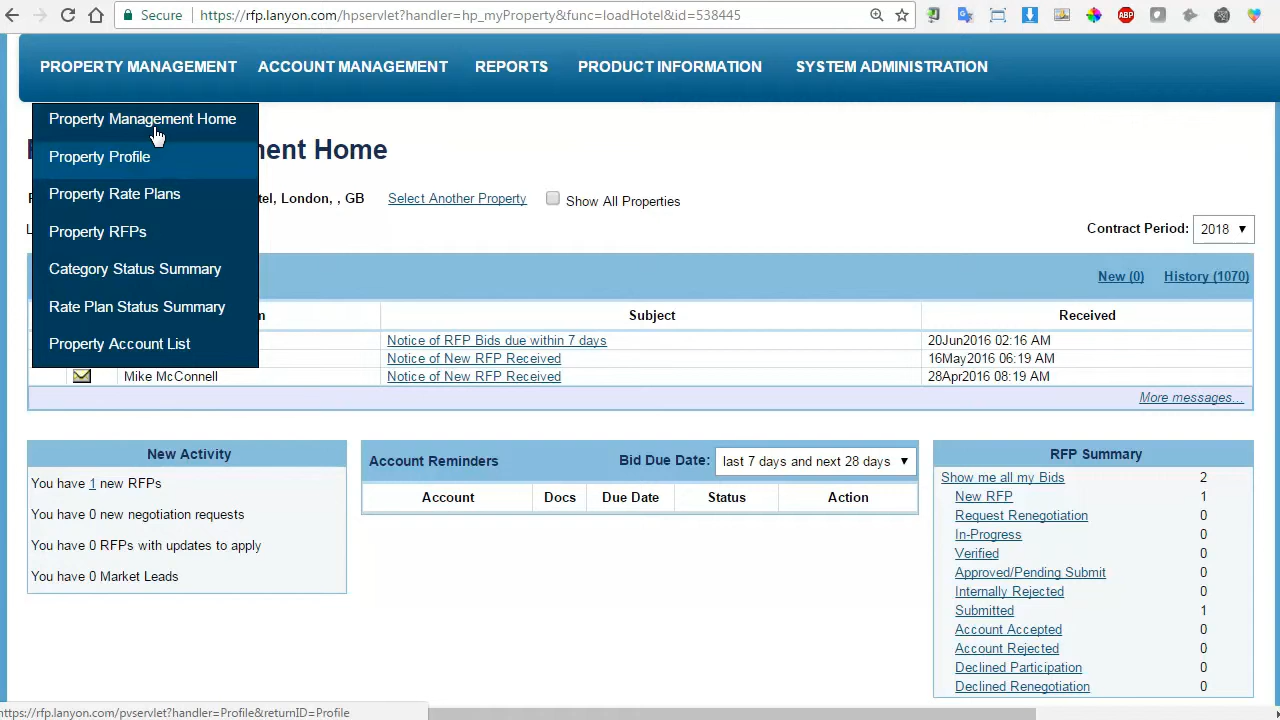 Secure https://rfp.lanyon.com/hpservlet?handler=hp_myProperty&func=loadHotel&id=538445
PROPERTY MANAGEMENT ACCOUNT MANAGEMENT REPORTS PRODUCT INFORMATION SYSTEM ADMINISTRATION
Property Management Home
Property Profile
Property Rate Plans
Property RFPs
Category Status Summary
Rate Plan Status Summary
Property Account List
ent Home
tel, London, , GB Select Another Property Show All Properties
Contract Period: 2018
New (0) History (1070)
Subject Received
Notice of RFP Bids due within 7 days 20Jun2016 02:16 AM
Notice of New RFP Received 16May2016 06:19 AM
Mike McConnell Notice of New RFP Received 28Apr2016 08:19 AM
More messages...
New Activity
You have 1 new RFPs
You have 0 new negotiation requests
You have 0 RFPs with updates to apply
You have 0 Market Leads
Account Reminders Bid Due Date: last 7 days and next 28 days
Account Docs Due Date Status Action
RFP Summary
Show me all my Bids 2
New RFP 1
Request Renegotiation 0
In-Progress 0
Verified 0
Approved/Pending Submit 0
Internally Rejected 0
Submitted 1
Account Accepted 0
Account Rejected 0
Declined Participation 0
Declined Renegotiation 0
https://rfp.lanyon.com/pvservlet?handler=Profile&returnID=Profile